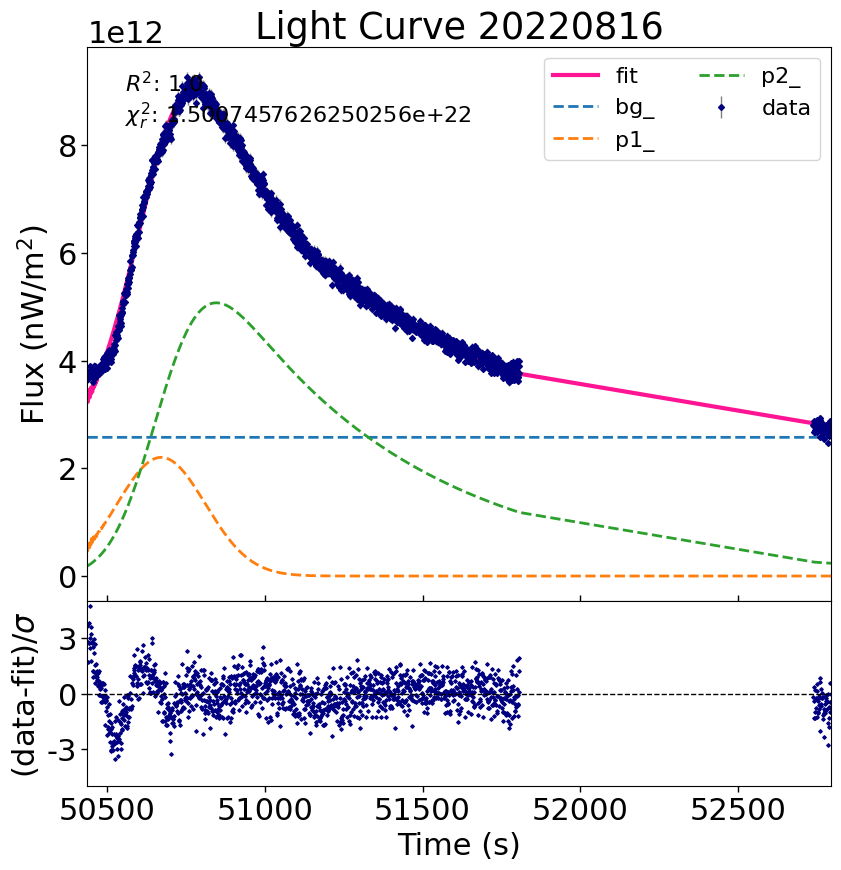 Light Curve 20220816
1e12
R²: 1.0
χ²ᵣ: 1.5007457626250256e+22
fit
bg_
p1_
p2_
data
Flux (nW/m²)
8
6
4
2
0
(data-fit)/σ
3
0
-3
50500 51000 51500 52000 52500
Time (s)